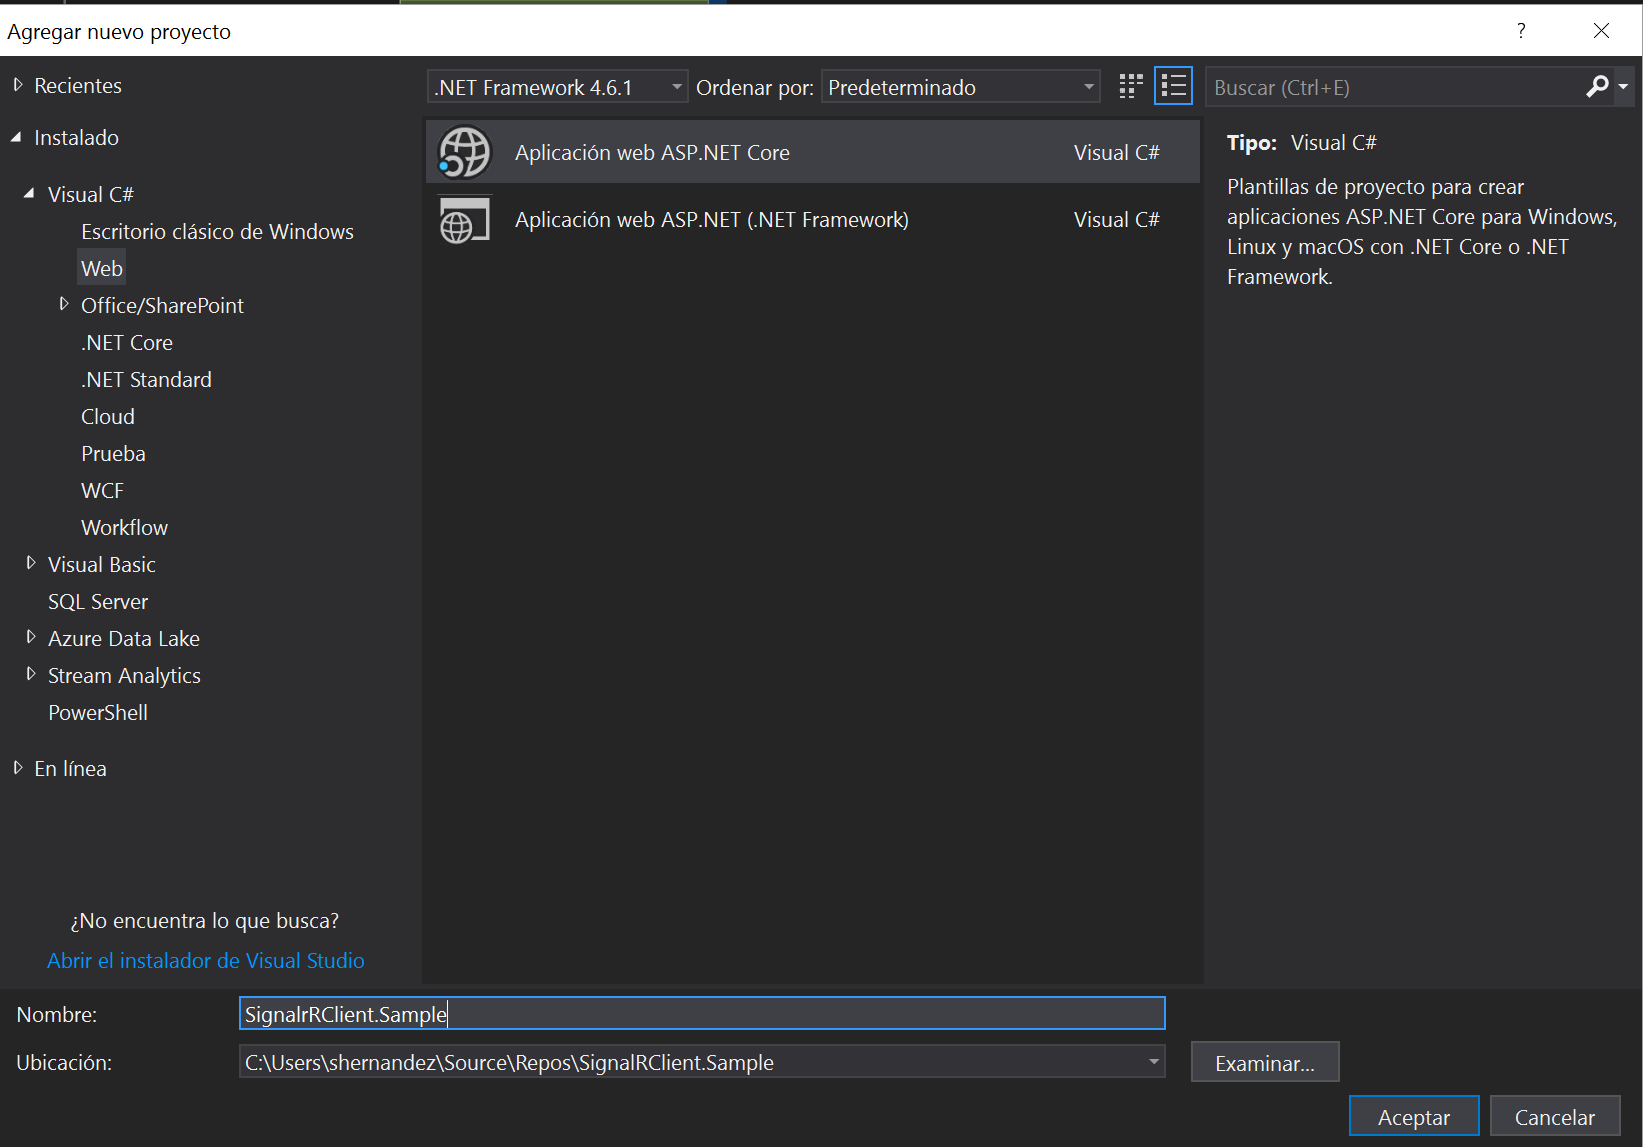 Agregar nuevo proyecto
?
Recientes
Instalado
Visual C#
Escritorio clásico de Windows
Web
Office/SharePoint
.NET Core
.NET Standard
Cloud
Prueba
WCF
Workflow
Visual Basic
SQL Server
Azure Data Lake
Stream Analytics
PowerShell
En línea
¿No encuentra lo que busca?
Abrir el instalador de Visual Studio
.NET Framework 4.6.1
Ordenar por: Predeterminado
Aplicación web ASP.NET Core Visual C#
Aplicación web ASP.NET (.NET Framework) Visual C#
Buscar (Ctrl+E)
Tipo: Visual C#
Plantillas de proyecto para crear
aplicaciones ASP.NET Core para Windows,
Linux y macOS con .NET Core o .NET
Framework.
Nombre: SignalrRClient.Sample
Ubicación: C:\Users\shernandez\Source\Repos\SignalRClient.Sample
Examinar...
Aceptar Cancelar